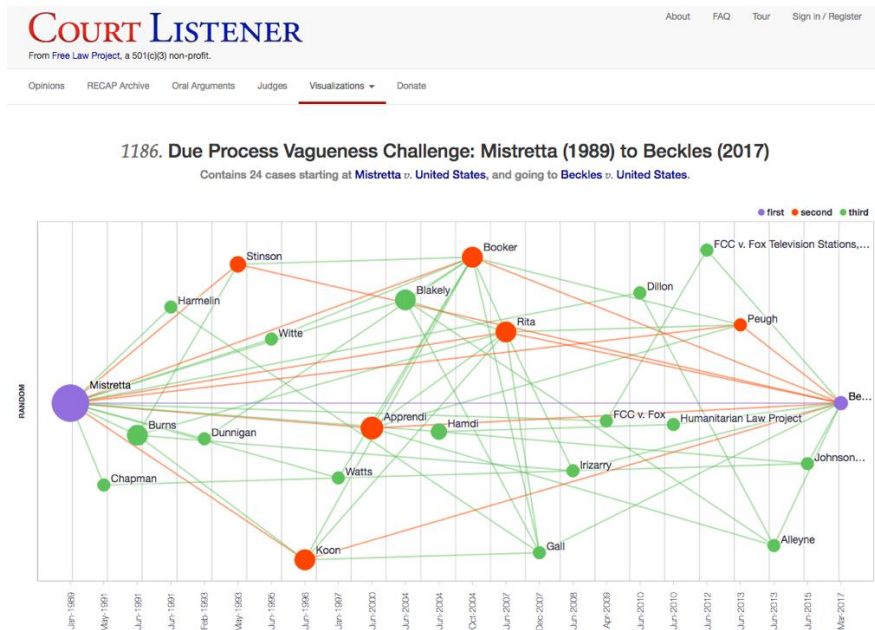 COURT LISTENER
From Free Law Project, a 501(c)(3) non-profit.
About FAQ Tour Sign in / Register
Opinions RECAP Archive Oral Arguments Judges Visualizations Donate
1186. Due Process Vagueness Challenge: Mistretta (1989) to Beckles (2017)
Contains 24 cases starting at Mistretta v. United States, and going to Beckles v. United States.
first second third
FCC v. Fox Television Stations,...
Booker
Stinson
Dillon
Blakely
Harmelin
Peugh
Rita
Witte
Mistretta
Be...
RANDOM
FCC v. Fox
Humanitarian Law Project
Apprendi
Hamdi
Burns
Dunnigan
Johnson...
Irizarry
Watts
Chapman
Alleyne
Gall
Koon
Jan-1989
May-1991
Jun-1991
Jun-1991
Feb-1993
May-1993
Jun-1995
Jun-1996
Jan-1997
Jun-2000
Jun-2004
Jun-2004
Oct-2004
Jun-2007
Dec-2007
Jun-2008
Apr-2009
Jun-2010
Jun-2010
Jun-2012
Jun-2013
Jun-2013
Jun-2015
Mar-2017